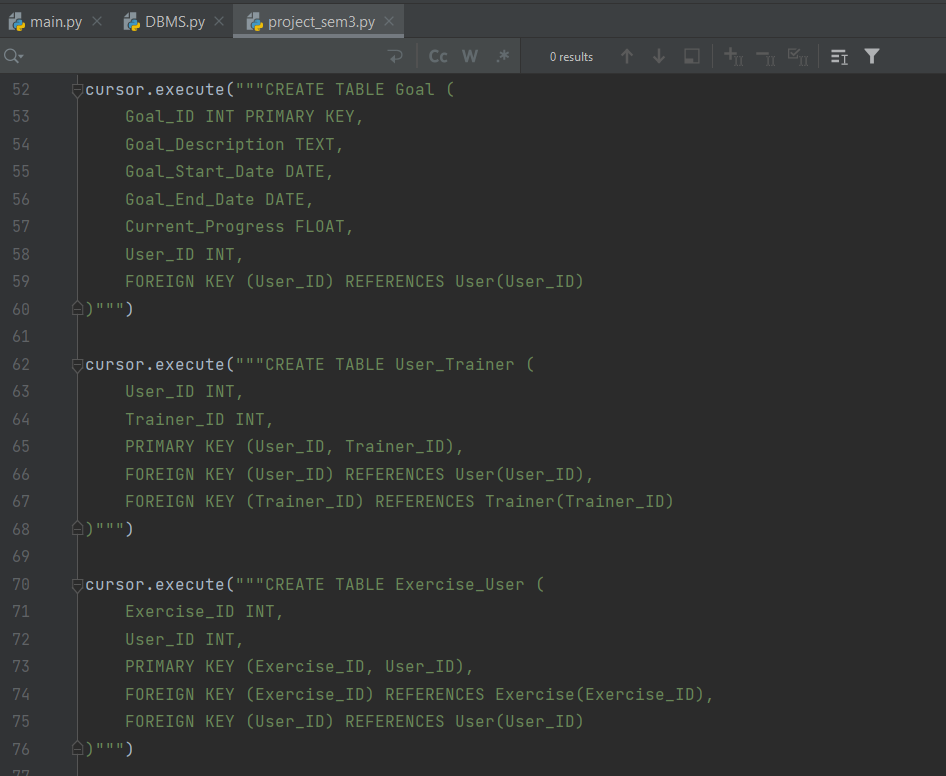 main.py DBMS.py project_sem3.py
Cc W .* 0 results
52 cursor.execute("""CREATE TABLE Goal (
53 Goal_ID INT PRIMARY KEY,
54 Goal_Description TEXT,
55 Goal_Start_Date DATE,
56 Goal_End_Date DATE,
57 Current_Progress FLOAT,
58 User_ID INT,
59 FOREIGN KEY (User_ID) REFERENCES User(User_ID)
60 )""")
61
62 cursor.execute("""CREATE TABLE User_Trainer (
63 User_ID INT,
64 Trainer_ID INT,
65 PRIMARY KEY (User_ID, Trainer_ID),
66 FOREIGN KEY (User_ID) REFERENCES User(User_ID),
67 FOREIGN KEY (Trainer_ID) REFERENCES Trainer(Trainer_ID)
68 )""")
69
70 cursor.execute("""CREATE TABLE Exercise_User (
71 Exercise_ID INT,
72 User_ID INT,
73 PRIMARY KEY (Exercise_ID, User_ID),
74 FOREIGN KEY (Exercise_ID) REFERENCES Exercise(Exercise_ID),
75 FOREIGN KEY (User_ID) REFERENCES User(User_ID)
76 )""")
77